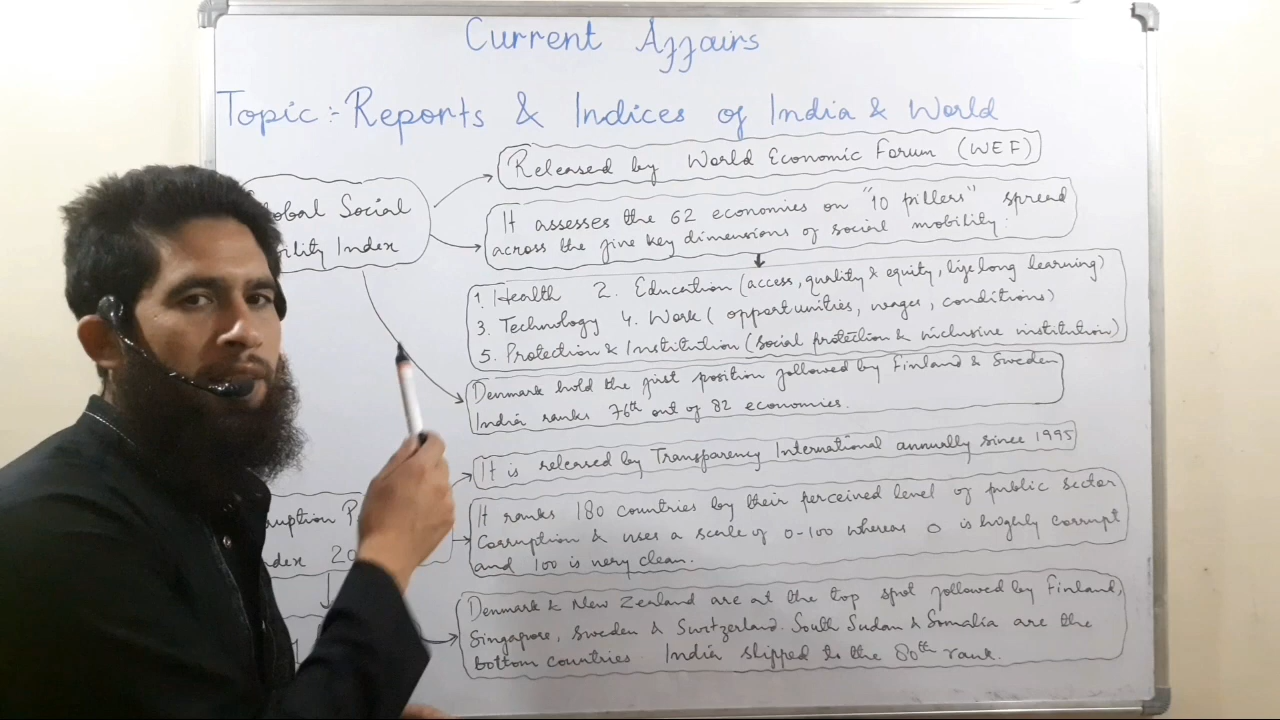 Current Affairs
Topic :- Reports & Indices of India & World
Released by World Economic Forum (WEF)
Global Social
ility Index
It assesses the 62 economies on "10 pillers" spread
across the five key dimensions of social mobility.
1. Health 2. Education (access, quality & equity, lifelong learning)
3. Technology 4. Work ( opportunities, wages, conditions)
5. Protection & Institution (social protection & inclusive institution)
Denmark hold the first position followed by Finland & Sweden
India ranks 76th out of 82 economies.
It is released by Transparency International annually since 1995
ruption P
dex 20
It ranks 180 countries by their perceived level of public sector
Corruption & uses a scale of 0-100 whereas 0 is highly corrupt
and 100 is very clean.
Denmark & New Zealand are at the top spot followed by Finland,
Singapore, Sweden & Switzerland. South Sudan & Somalia are the
bottom countries. India slipped to the 80th rank.